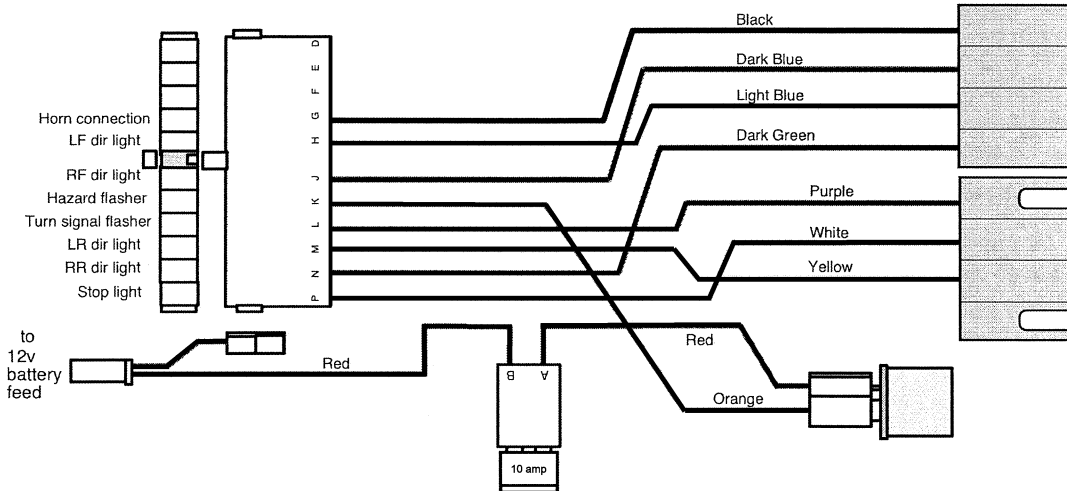 Black
Dark Blue
Light Blue
Dark Green
Purple
White
Yellow
D
E
F
G
H
J
K
L
M
N
P
Horn connection
LF dir light
RF dir light
Hazard flasher
Turn signal flasher
LR dir light
RR dir light
Stop light
to
12v
battery
feed
Red
B
A
Red
Orange
10 amp